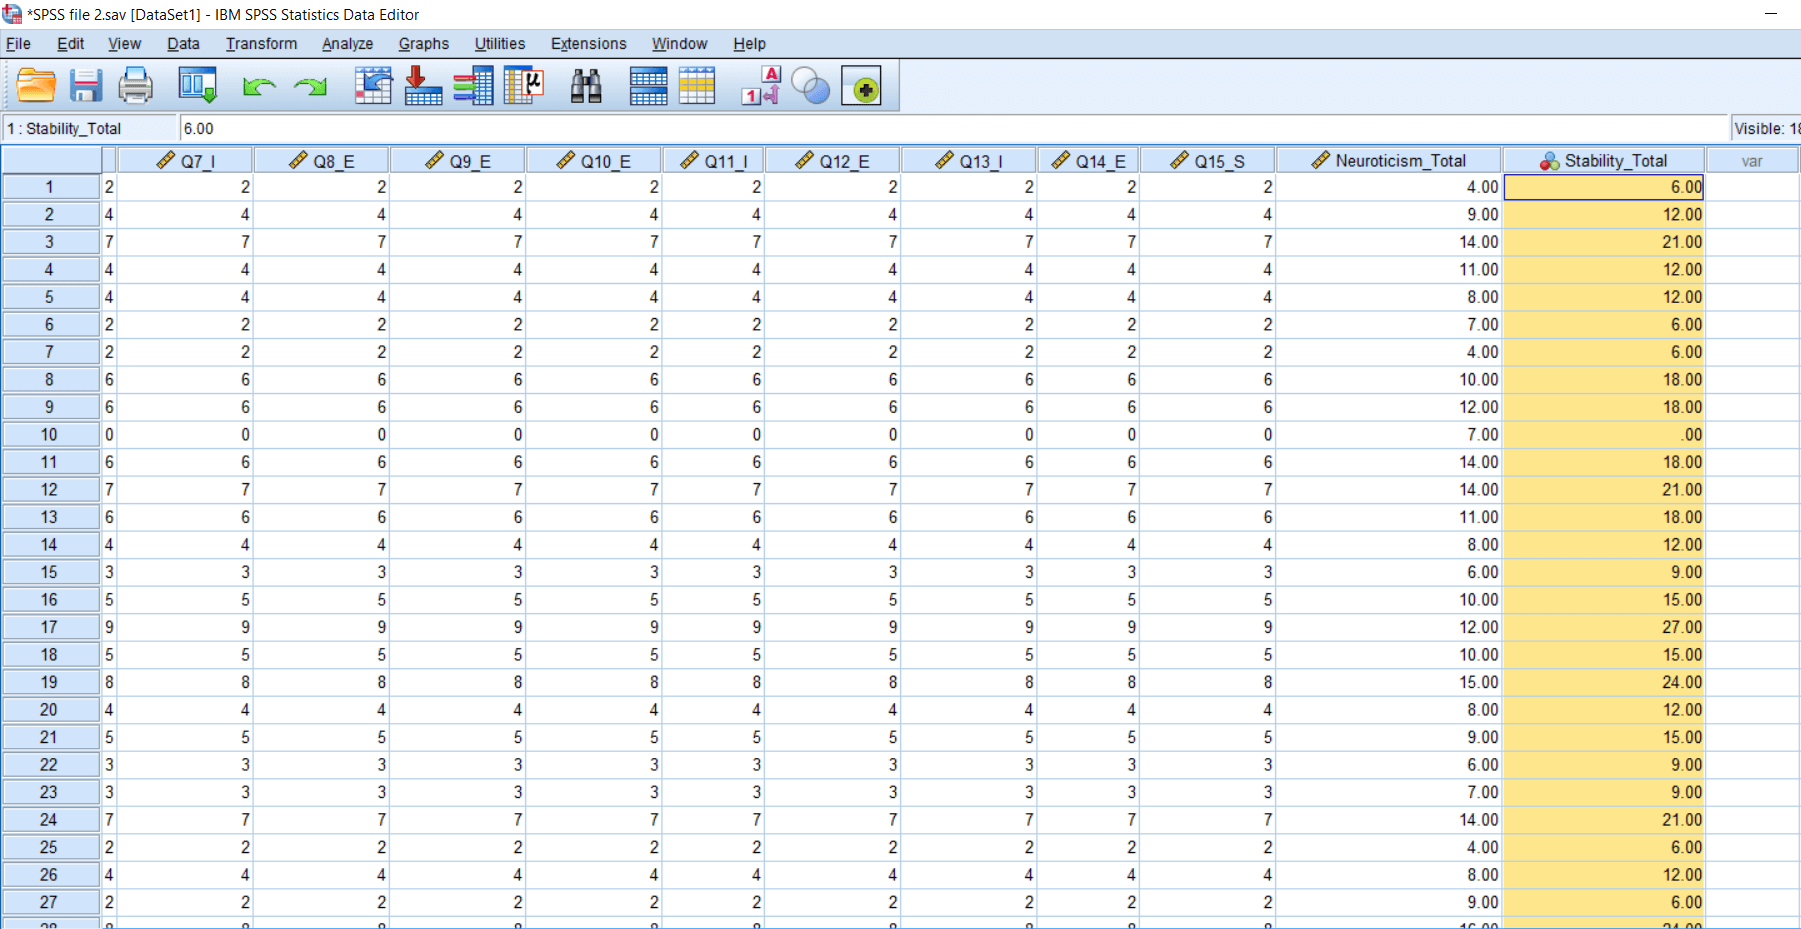 *SPSS file 2.sav [DataSet1] - IBM SPSS Statistics Data Editor
File Edit View Data Transform Analyze Graphs Utilities Extensions Window Help
μ A 1
1 : Stability_Total 6.00 Visible: 18
Q7_I Q8_E Q9_E Q10_E Q11_I Q12_E Q13_I Q14_E Q15_S Neuroticism_Total Stability_Total var
1 2 2 2 2 2 2 2 2 2 2 4.00 6.00
2 4 4 4 4 4 4 4 4 4 4 9.00 12.00
3 7 7 7 7 7 7 7 7 7 7 14.00 21.00
4 4 4 4 4 4 4 4 4 4 4 11.00 12.00
5 4 4 4 4 4 4 4 4 4 4 8.00 12.00
6 2 2 2 2 2 2 2 2 2 2 7.00 6.00
7 2 2 2 2 2 2 2 2 2 2 4.00 6.00
8 6 6 6 6 6 6 6 6 6 6 10.00 18.00
9 6 6 6 6 6 6 6 6 6 6 12.00 18.00
10 0 0 0 0 0 0 0 0 0 0 7.00 .00
11 6 6 6 6 6 6 6 6 6 6 14.00 18.00
12 7 7 7 7 7 7 7 7 7 7 14.00 21.00
13 6 6 6 6 6 6 6 6 6 6 11.00 18.00
14 4 4 4 4 4 4 4 4 4 4 8.00 12.00
15 3 3 3 3 3 3 3 3 3 3 6.00 9.00
16 5 5 5 5 5 5 5 5 5 5 10.00 15.00
17 9 9 9 9 9 9 9 9 9 9 12.00 27.00
18 5 5 5 5 5 5 5 5 5 5 10.00 15.00
19 8 8 8 8 8 8 8 8 8 8 15.00 24.00
20 4 4 4 4 4 4 4 4 4 4 8.00 12.00
21 5 5 5 5 5 5 5 5 5 5 9.00 15.00
22 3 3 3 3 3 3 3 3 3 3 6.00 9.00
23 3 3 3 3 3 3 3 3 3 3 7.00 9.00
24 7 7 7 7 7 7 7 7 7 7 14.00 21.00
25 2 2 2 2 2 2 2 2 2 2 4.00 6.00
26 4 4 4 4 4 4 4 4 4 4 8.00 12.00
27 2 2 2 2 2 2 2 2 2 2 9.00 6.00